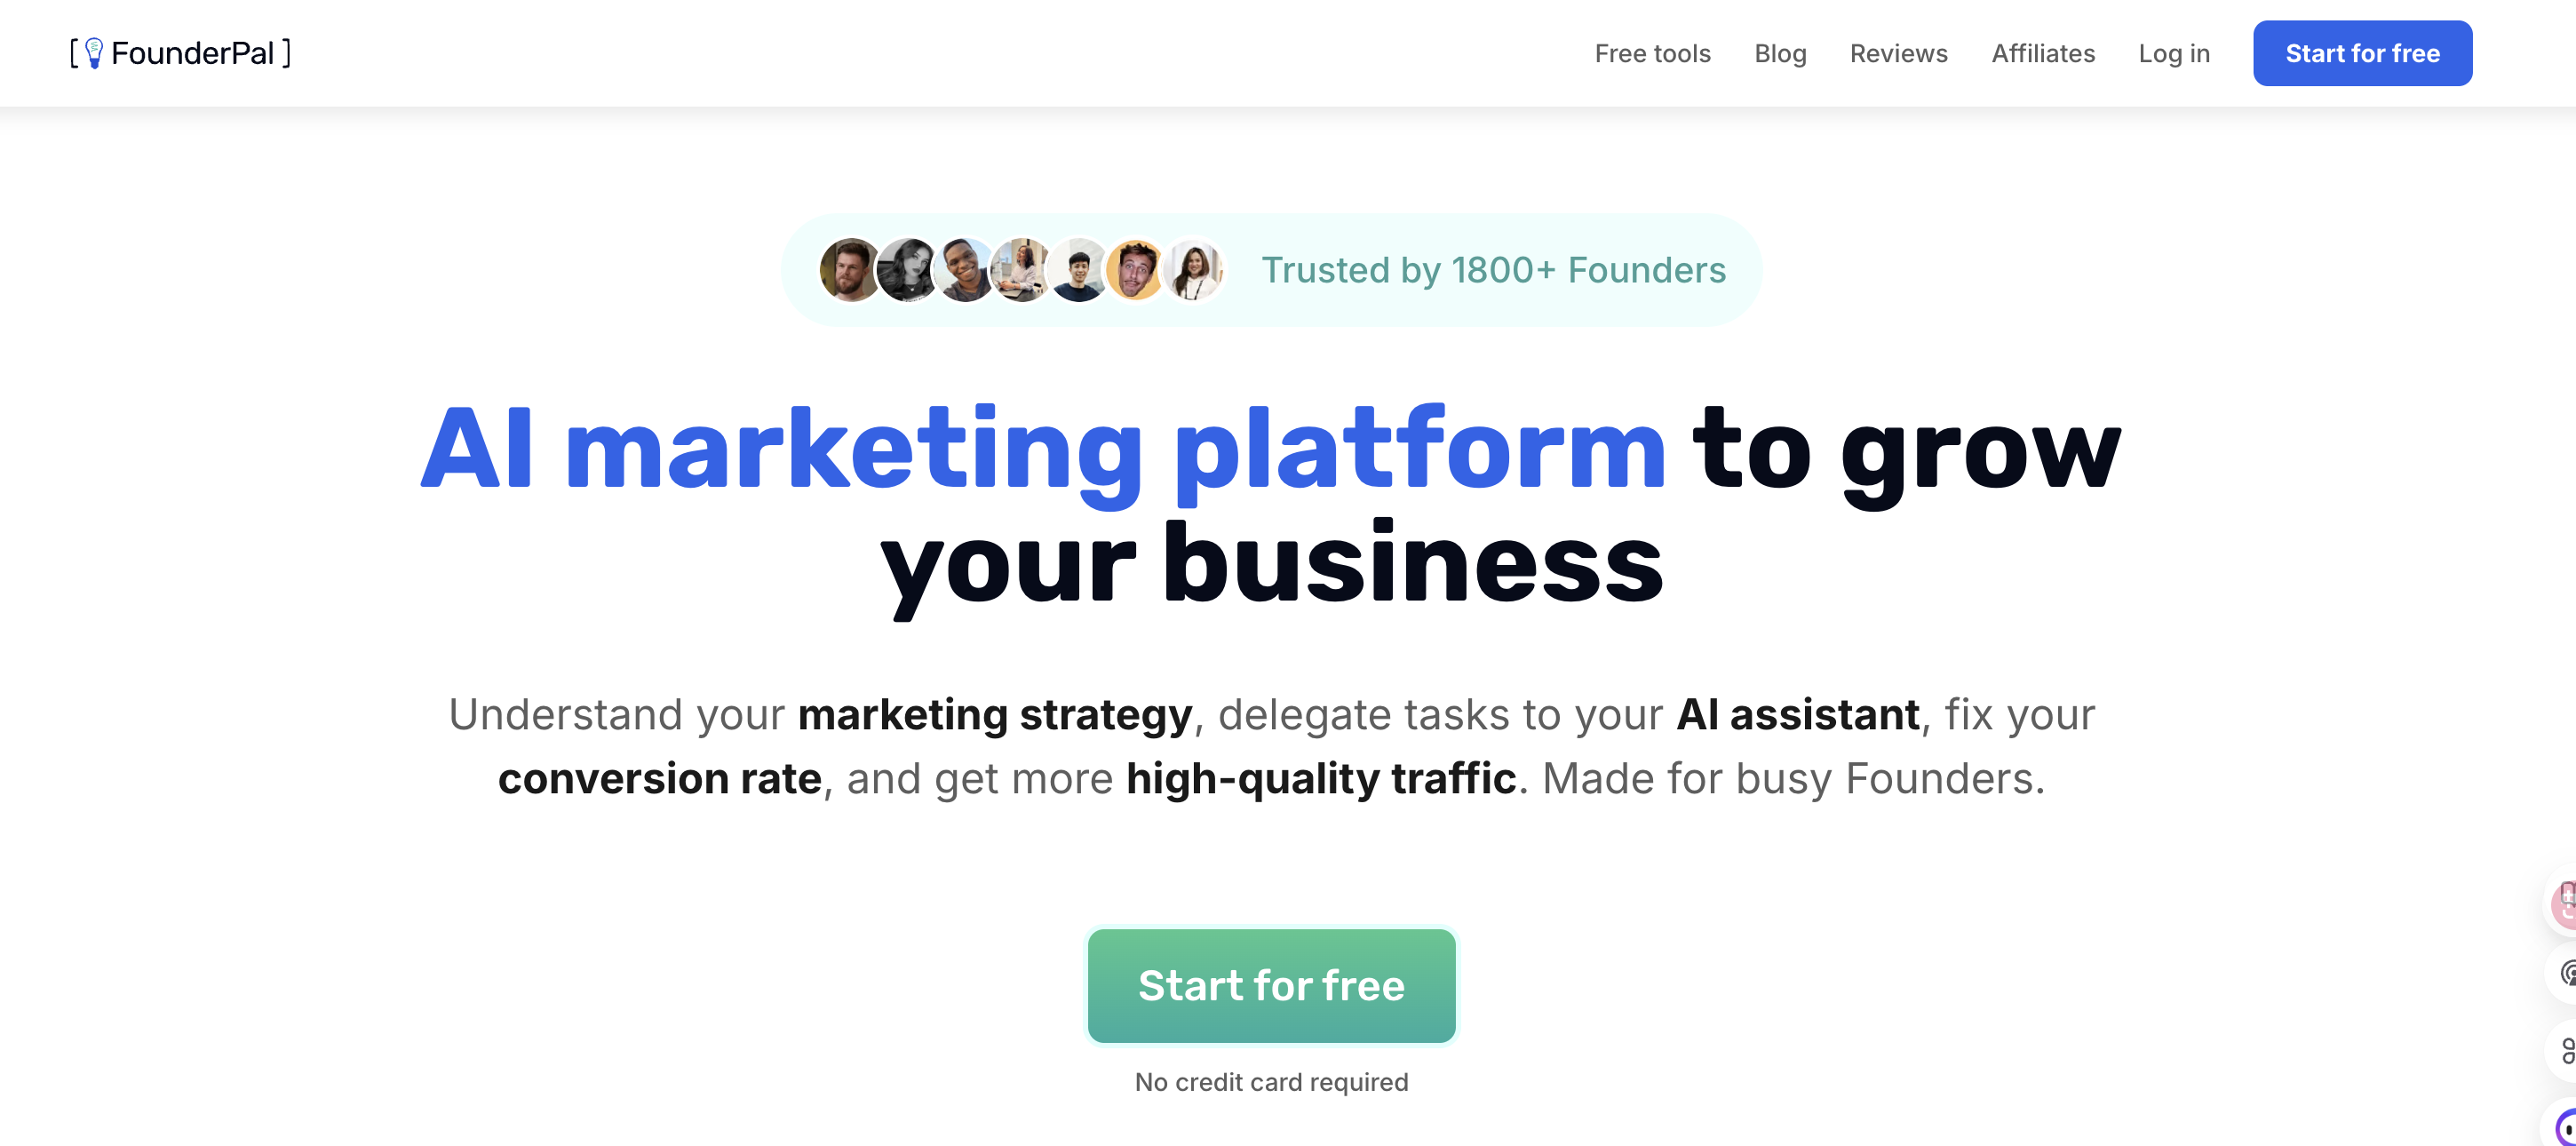 [ FounderPal ]
Free tools Blog Reviews Affiliates Log in Start for free
Trusted by 1800+ Founders
AI marketing platform to grow
your business
Understand your marketing strategy, delegate tasks to your AI assistant, fix your
conversion rate, and get more high-quality traffic. Made for busy Founders.
Start for free
No credit card required